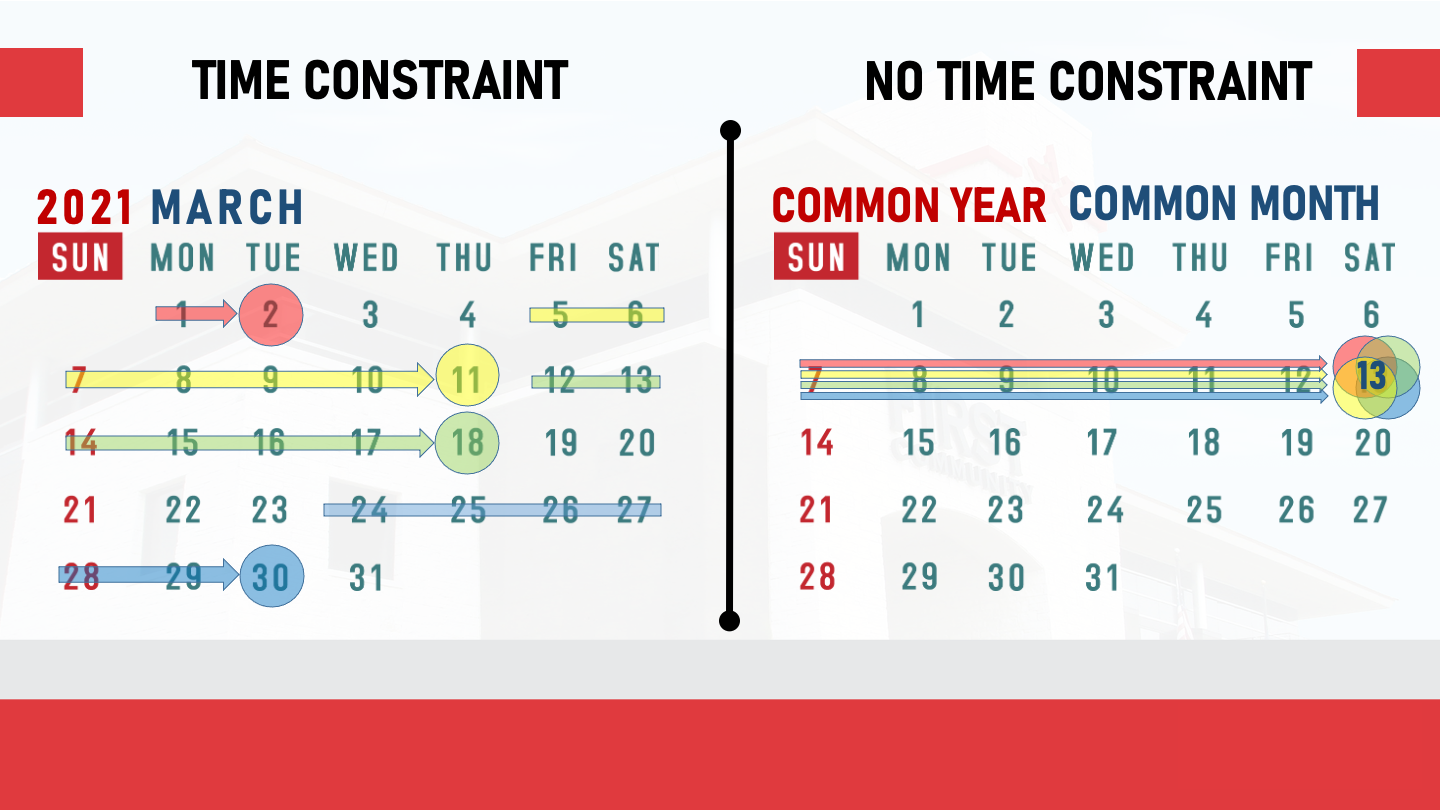 TIME CONSTRAINT
2021 MARCH
SUN MON TUE WED THU FRI SAT
1 2 3 4 5 6
7 8 9 10 11 12 13
14 15 16 17 18 19 20
21 22 23 24 25 26 27
28 29 30 31
NO TIME CONSTRAINT
COMMON YEAR COMMON MONTH
SUN MON TUE WED THU FRI SAT
1 2 3 4 5 6
7 8 9 10 11 12 13
14 15 16 17 18 19 20
21 22 23 24 25 26 27
28 29 30 31
FIRST
COMMUNITY